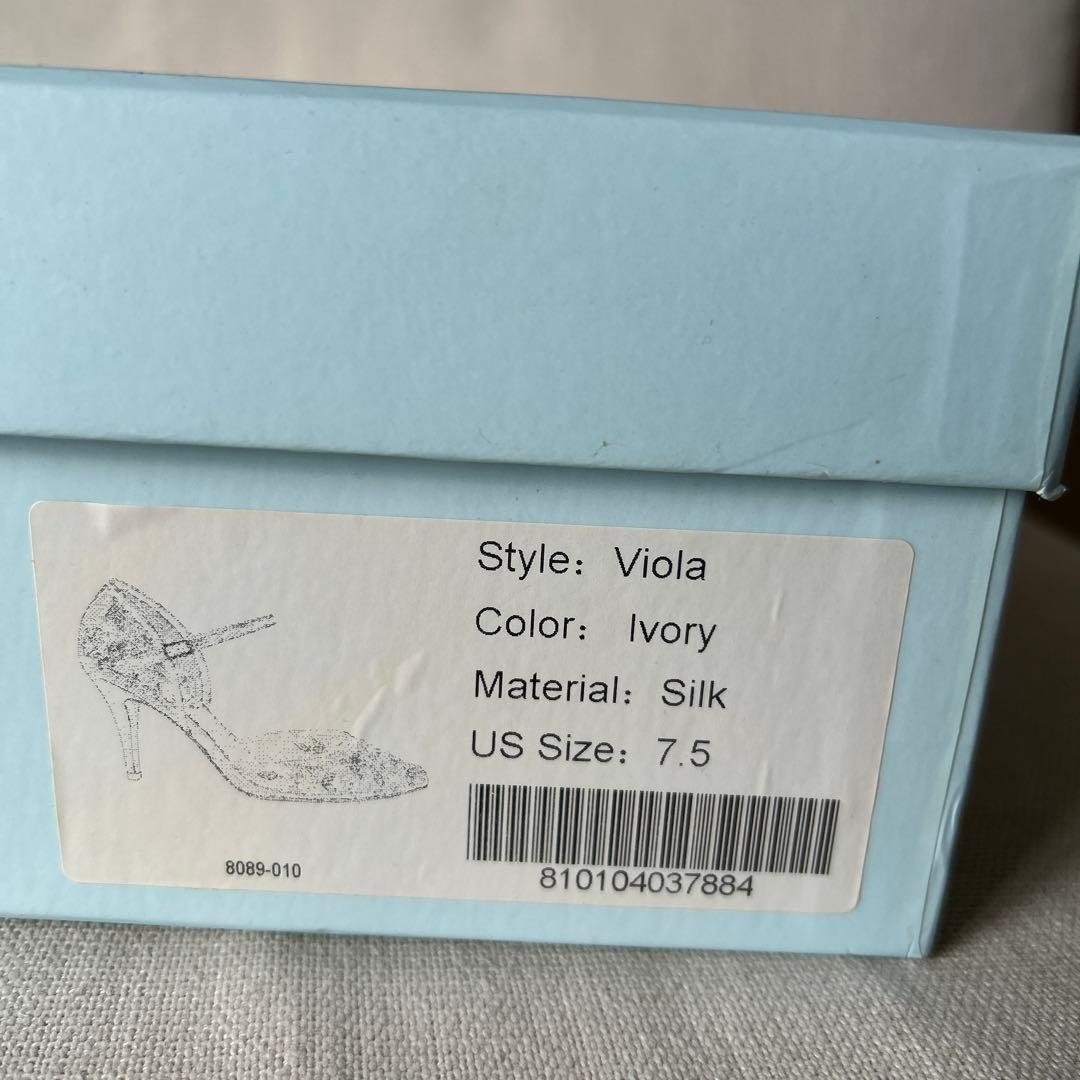 Style: Viola
Color: Ivory
Material: Silk
US Size: 7.5
810104037884
8089-010